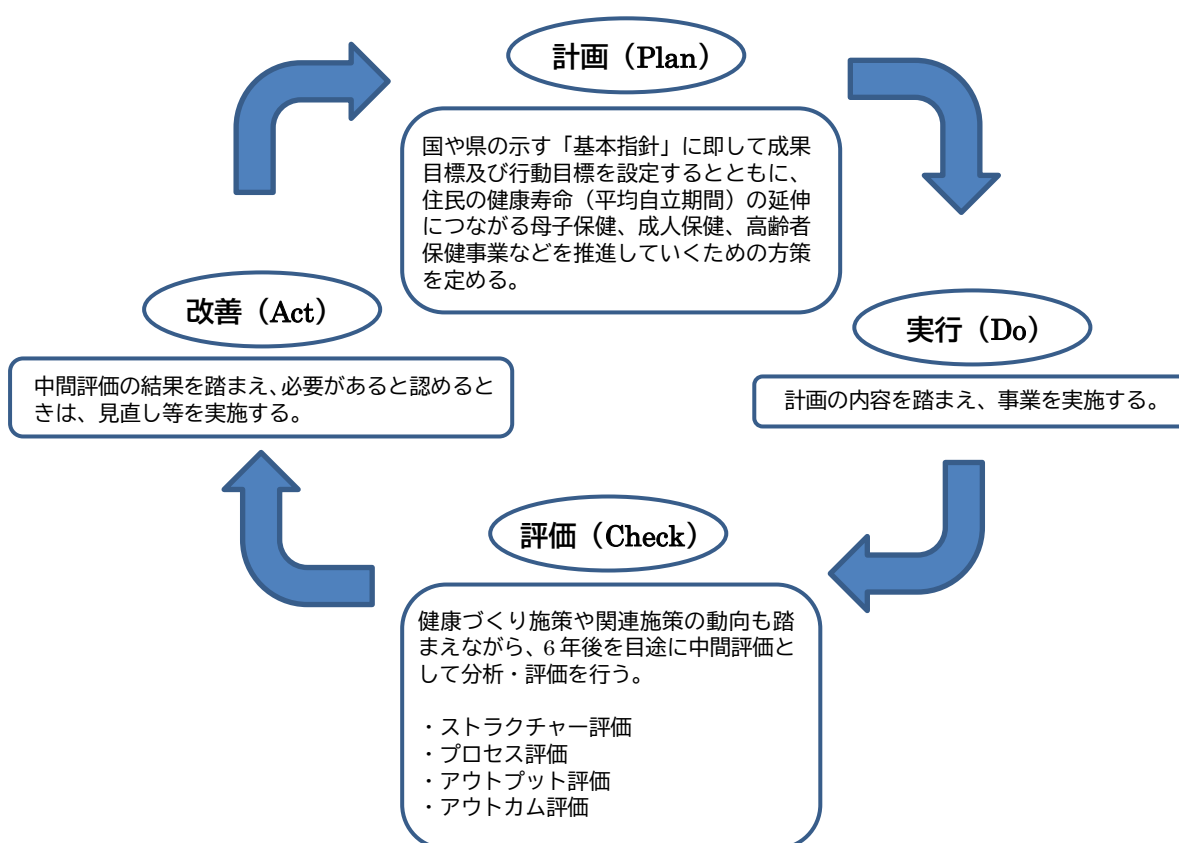 計画（Plan）
国や県の示す「基本指針」に即して成果
目標及び行動目標を設定するとともに、
住民の健康寿命（平均自立期間）の延伸
につながる母子保健、成人保健、高齢者
保健事業などを推進していくための方策
を定める。
実行（Do）
計画の内容を踏まえ、事業を実施する。
評価（Check）
健康づくり施策や関連施策の動向も踏
まえながら、6年後を目途に中間評価と
して分析・評価を行う。
・ストラクチャー評価
・プロセス評価
・アウトプット評価
・アウトカム評価
改善（Act）
中間評価の結果を踏まえ、必要があると認めると
きは、見直し等を実施する。